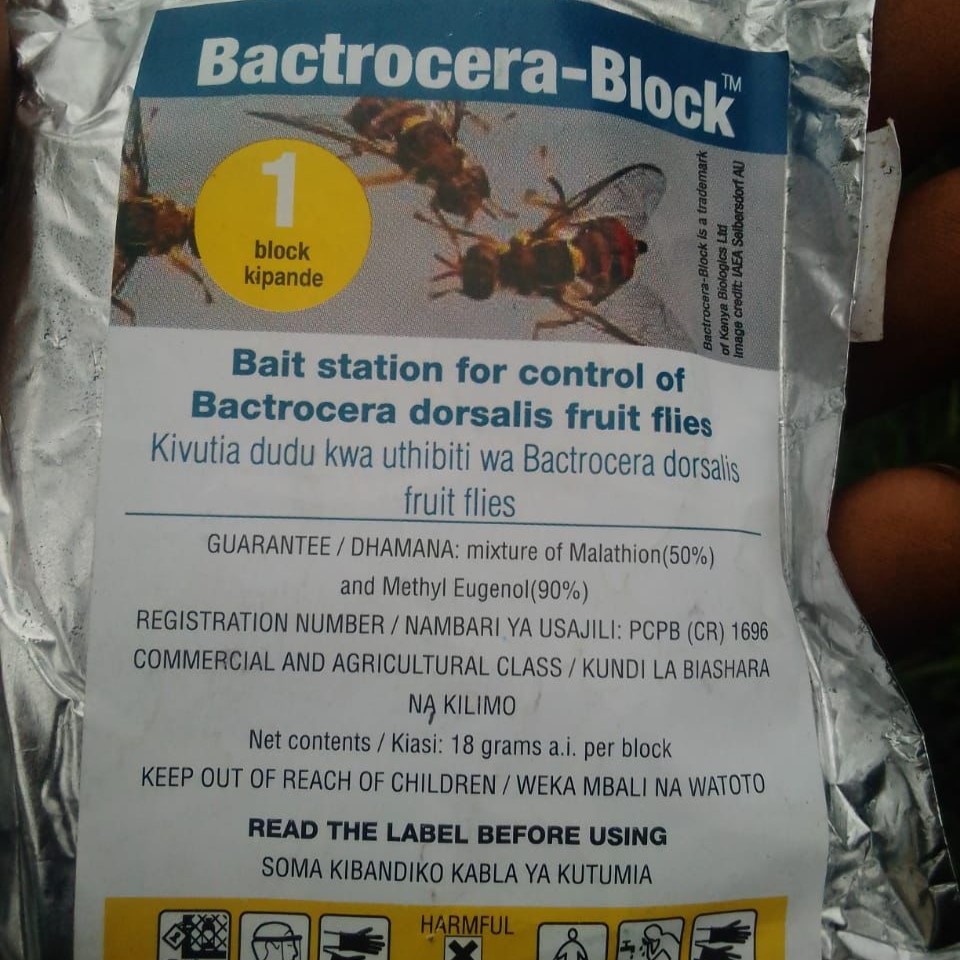 Bactrocera-Block™
1
block
kipande
Bactrocera-Block is a trademark
of Kenya Biologics Ltd
Image credit: IAEA Seibersdorf AU
Bait station for control of
Bactrocera dorsalis fruit flies
Kivutia dudu kwa uthibiti wa Bactrocera dorsalis
fruit flies
GUARANTEE / DHAMANA: mixture of Malathion(50%)
and Methyl Eugenol(90%)
REGISTRATION NUMBER / NAMBARI YA USAJILI: PCPB (CR) 1696
COMMERCIAL AND AGRICULTURAL CLASS / KUNDI LA BIASHARA
NA KILIMO
Net contents / Kiasi: 18 grams a.i. per block
KEEP OUT OF REACH OF CHILDREN / WEKA MBALI NA WATOTO
READ THE LABEL BEFORE USING
SOMA KIBANDIKO KABLA YA KUTUMIA
HARMFUL